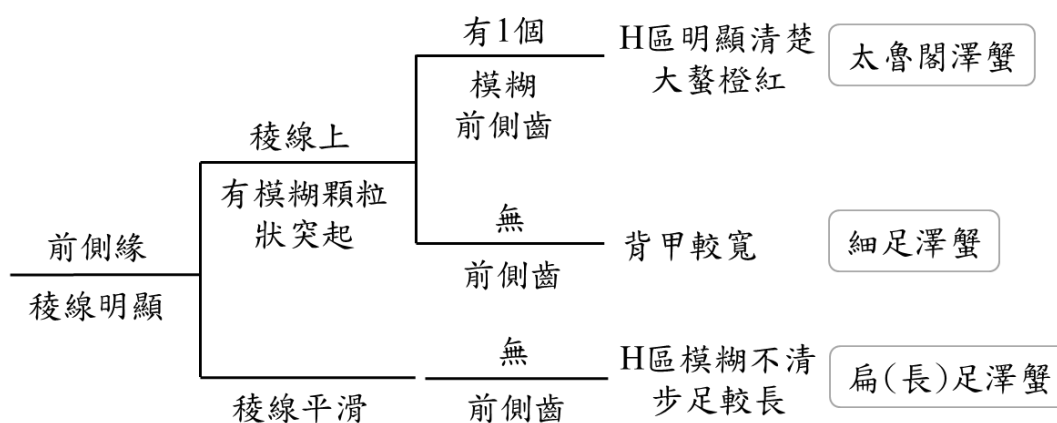 有1個
模糊
前側齒
H區明顯清楚
大螯橙紅
太魯閣澤蟹
稜線上
有模糊顆粒
狀突起
無
前側齒
背甲較寬
細足澤蟹
前側緣
稜線明顯
稜線平滑
無
前側齒
H區模糊不清
步足較長
扁(長)足澤蟹